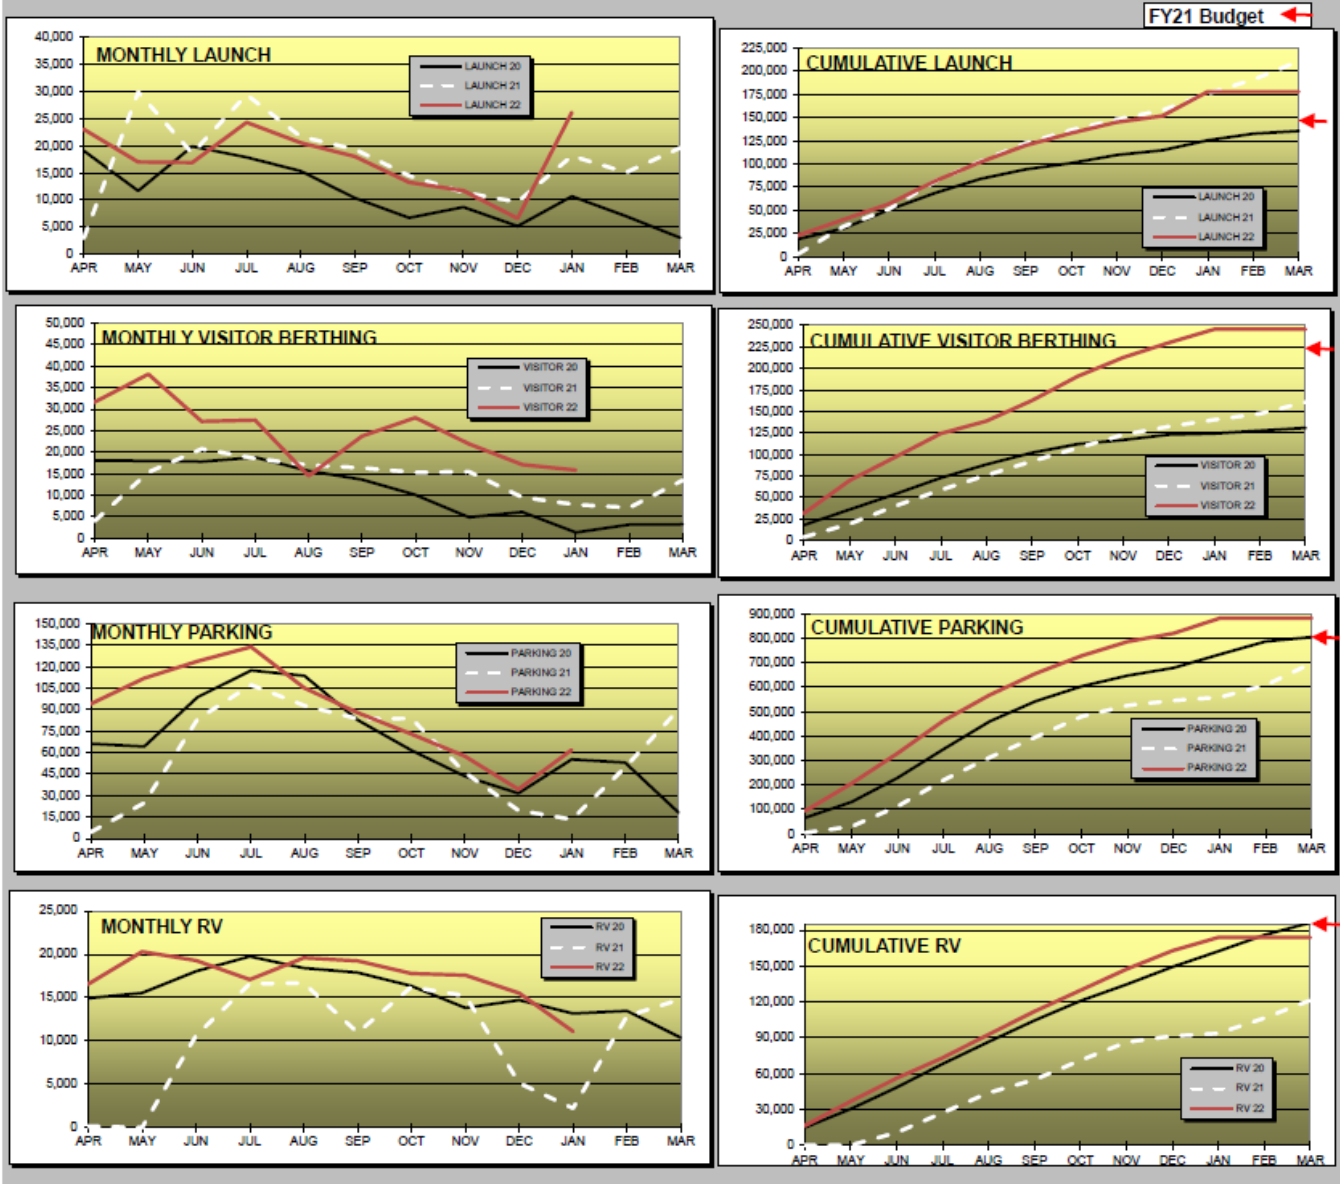 FY21 Budget
MONTHLY LAUNCH
40,000
35,000
30,000
25,000
20,000
15,000
10,000
5,000
0
APR MAY JUN JUL AUG SEP OCT NOV DEC JAN FEB MAR
LAUNCH 20
LAUNCH 21
LAUNCH 22
CUMULATIVE LAUNCH
225,000
200,000
175,000
150,000
125,000
100,000
75,000
50,000
25,000
0
APR MAY JUN JUL AUG SEP OCT NOV DEC JAN FEB MAR
LAUNCH 20
LAUNCH 21
LAUNCH 22
MONTHLY VISITOR BERTHING
50,000
45,000
40,000
35,000
30,000
25,000
20,000
15,000
10,000
5,000
0
APR MAY JUN JUL AUG SEP OCT NOV DEC JAN FEB MAR
VISITOR 20
VISITOR 21
VISITOR 22
CUMULATIVE VISITOR BERTHING
250,000
225,000
200,000
175,000
150,000
125,000
100,000
75,000
50,000
25,000
0
APR MAY JUN JUL AUG SEP OCT NOV DEC JAN FEB MAR
VISITOR 20
VISITOR 21
VISITOR 22
MONTHLY PARKING
150,000
135,000
120,000
105,000
90,000
75,000
60,000
45,000
30,000
15,000
0
APR MAY JUN JUL AUG SEP OCT NOV DEC JAN FEB MAR
PARKING 20
PARKING 21
PARKING 22
CUMULATIVE PARKING
900,000
800,000
700,000
600,000
500,000
400,000
300,000
200,000
100,000
0
APR MAY JUN JUL AUG SEP OCT NOV DEC JAN FEB MAR
PARKING 20
PARKING 21
PARKING 22
MONTHLY RV
25,000
20,000
15,000
10,000
5,000
0
APR MAY JUN JUL AUG SEP OCT NOV DEC JAN FEB MAR
RV 20
RV 21
RV 22
CUMULATIVE RV
180,000
150,000
120,000
90,000
60,000
30,000
0
APR MAY JUN JUL AUG SEP OCT NOV DEC JAN FEB MAR
RV 20
RV 21
RV 22